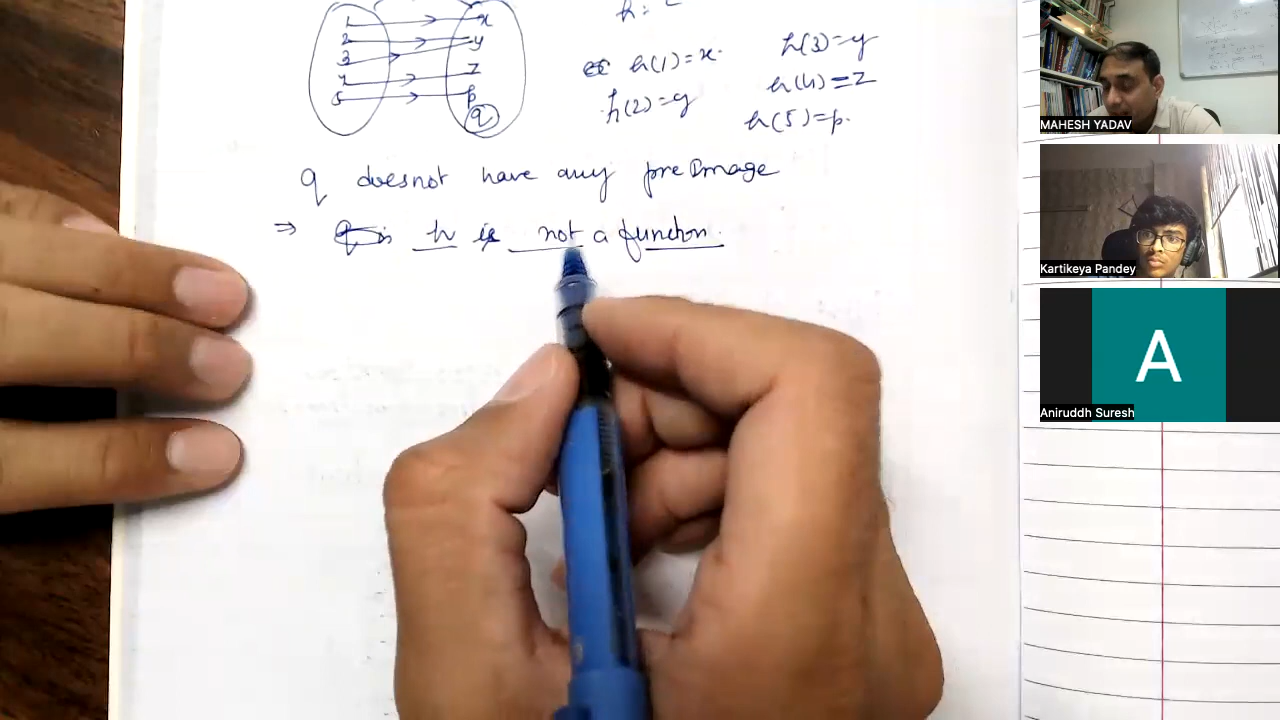 h:
1 x
2 y
3 z
4 p
5 q
h(1)=x. h(3)=y
h(2)=y h(4)=z
h(5)=p.
q doesnot have any preImage
⇒ h is not a function.
MAHESH YADAV
Kartikeya Pandey
A
Aniruddh Suresh